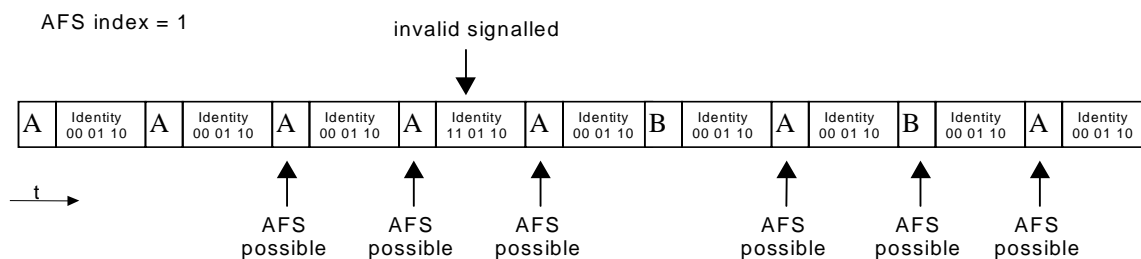 AFS index = 1
invalid signalled
A Identity A Identity A Identity A Identity A Identity B Identity A Identity B Identity A Identity
00 01 10 00 01 10 00 01 10 11 01 10 00 01 10 00 01 10 00 01 10 00 01 10 00 01 10
t
AFS AFS AFS AFS AFS AFS
possible possible possible possible possible possible